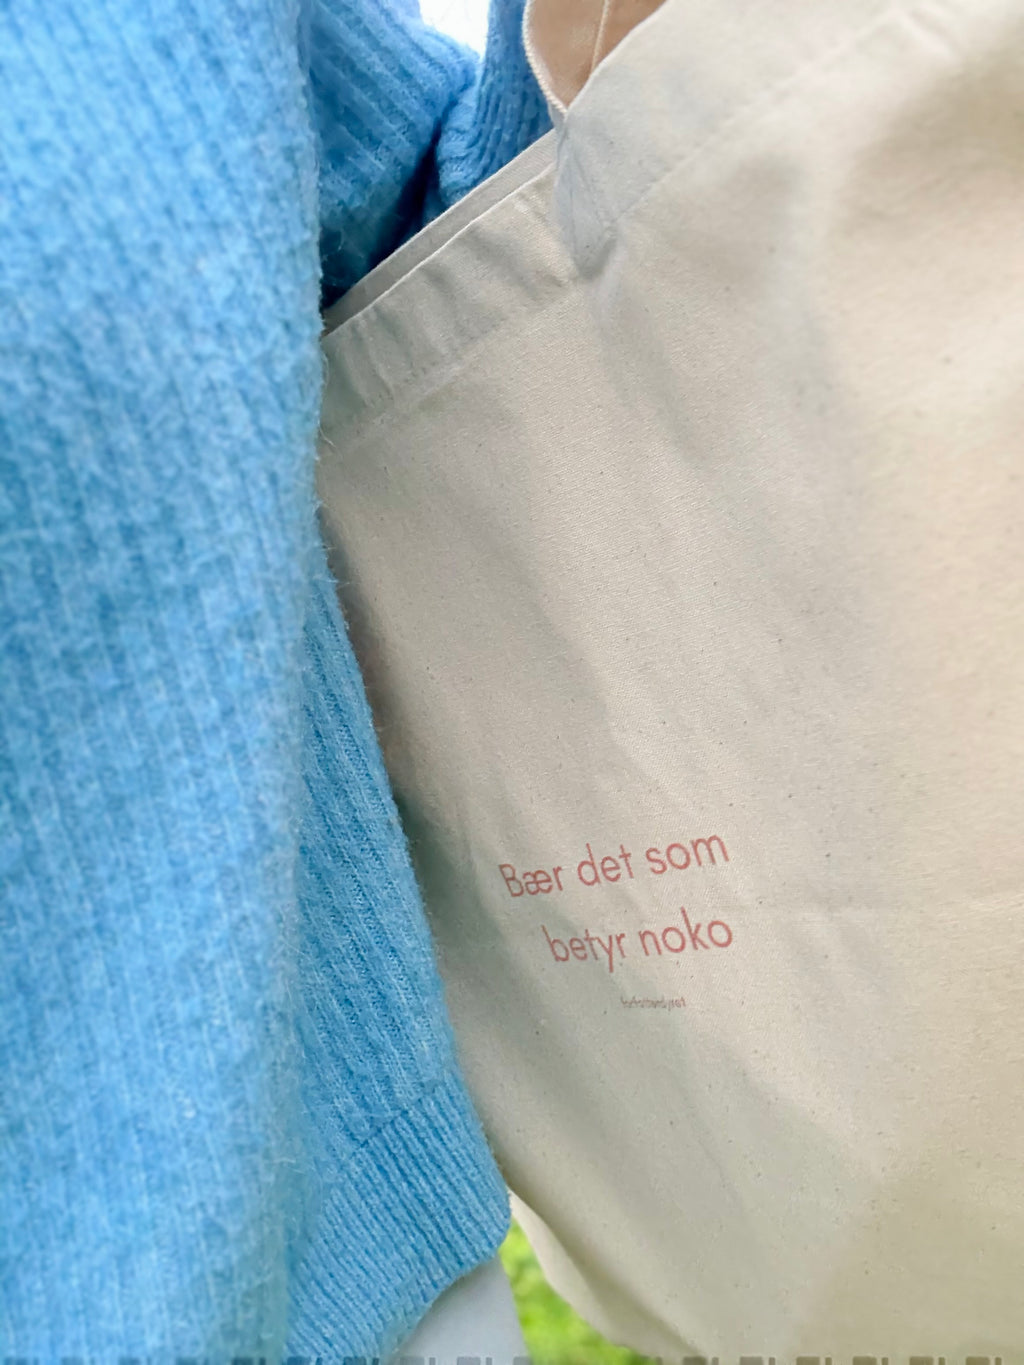 Bær det som
betyr noko